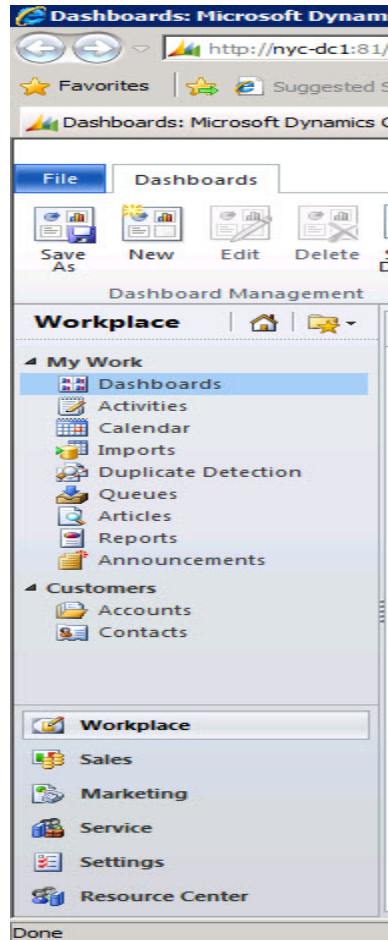 Dashboards: Microsoft Dynam
http://nyc-dc1:81/
Favorites Suggested S
Dashboards: Microsoft Dynamics C
File Dashboards
Save As New Edit Delete
Dashboard Management
Workplace
My Work
Dashboards
Activities
Calendar
Imports
Duplicate Detection
Queues
Articles
Reports
Announcements
Customers
Accounts
Contacts
Workplace
Sales
Marketing
Service
Settings
Resource Center
Done